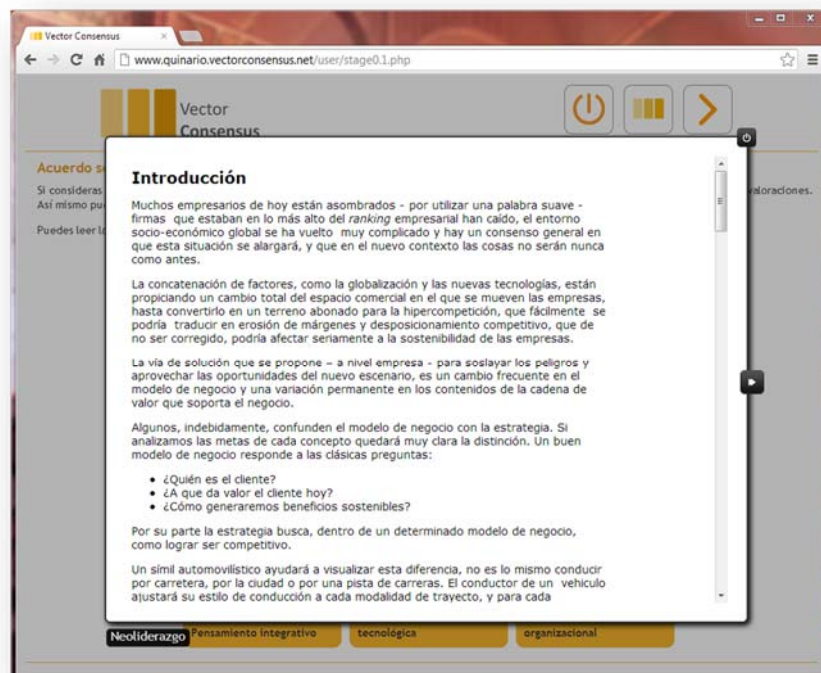 Vector Consensus
www.quinario.vectorconsensus.net/user/stage0.1.php
Vector
Consensus
Acuerdo
Si consideras
valoraciones.
Así mismo
Puedes leer
Introducción
Muchos empresarios de hoy están asombrados - por utilizar una palabra suave -
firmas que estaban en lo más alto del ranking empresarial han caído, el entorno
socio-económico global se ha vuelto muy complicado y hay un consenso general en
que esta situación se alargará, y que en el nuevo contexto las cosas no serán nunca
como antes.
La concatenación de factores, como la globalización y las nuevas tecnologías, están
propiciando un cambio total del espacio comercial en el que se mueven las empresas,
hasta convertirlo en un terreno abonado para la hipercompetición, que fácilmente se
podría traducir en erosión de márgenes y desposicionamiento competitivo, que de
no ser corregido, podría afectar seriamente a la sostenibilidad de las empresas.
La vía de solución que se propone – a nivel empresa - para soslayar los peligros y
aprovechar las oportunidades del nuevo escenario, es un cambio frecuente en el
modelo de negocio y una variación permanente en los contenidos de la cadena de
valor que soporta el negocio.
Algunos, indebidamente, confunden el modelo de negocio con la estrategia. Si
analizamos las metas de cada concepto quedará muy clara la distinción. Un buen
modelo de negocio responde a las clásicas preguntas:
• ¿Quién es el cliente?
• ¿A que da valor el cliente hoy?
• ¿Cómo generaremos beneficios sostenibles?
Por su parte la estrategia busca, dentro de un determinado modelo de negocio,
como lograr ser competitivo.
Un símil automovilístico ayudará a visualizar esta diferencia, no es lo mismo conducir
por carretera, por la ciudad o por una pista de carreras. El conductor de un vehiculo
ajustará su estilo de conducción a cada modalidad de trayecto, y para cada
Neoliderazgo
Pensamiento integrativo
tecnológica
organizacional